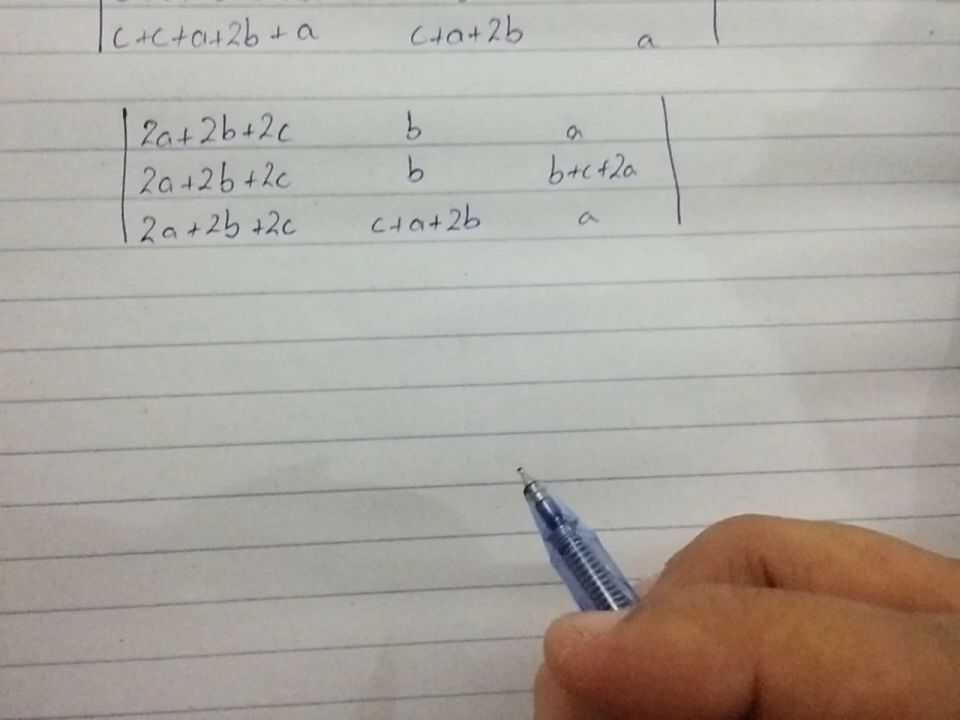 c+c+a+2b+a c+a+2b a
2a+2b+2c b a
2a+2b+2c b b+c+2a
2a+2b+2c c+a+2b a